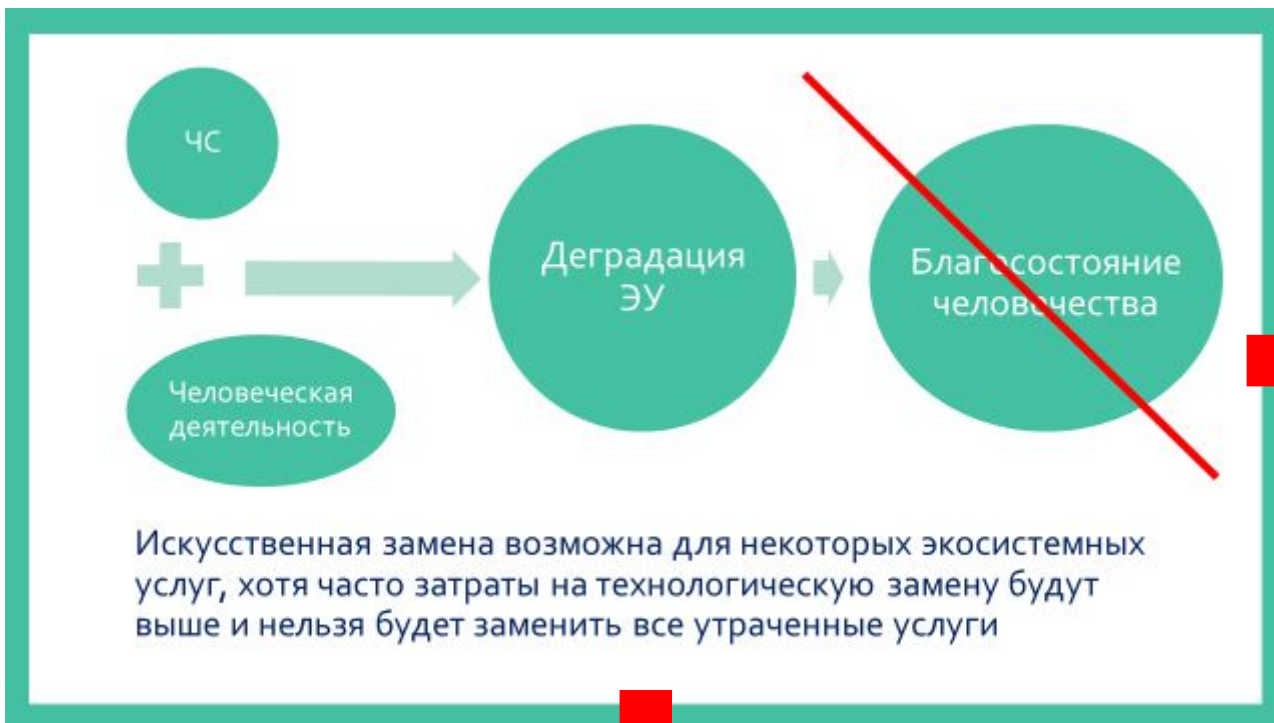 ЧС
Деградация
ЭУ
Благосостояние
человечества
Человеческая
деятельность
Искусственная замена возможна для некоторых экосистемных
услуг, хотя часто затраты на технологическую замену будут
выше и нельзя будет заменить все утраченные услуги